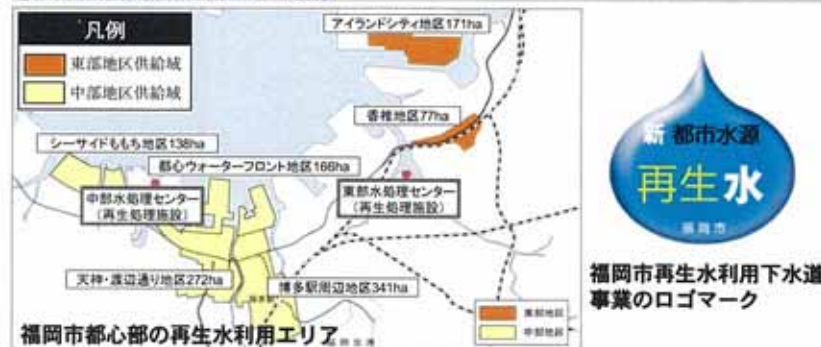 凡例
東部地区供給域
中部地区供給域
アイランドシティ地区171ha
香椎地区77ha
シーサイドももち地区138ha
都心ウォーターフロント地区166ha
中部水処理センター
(再生処理施設)
東部水処理センター
(再生処理施設)
天神・渡辺通り地区272ha
博多駅周辺地区341ha
東部地区
中部地区
福岡市都心部の再生水利用エリア
新 都市水源
再生水
福岡市
福岡市再生水利用下水道
事業のロゴマーク